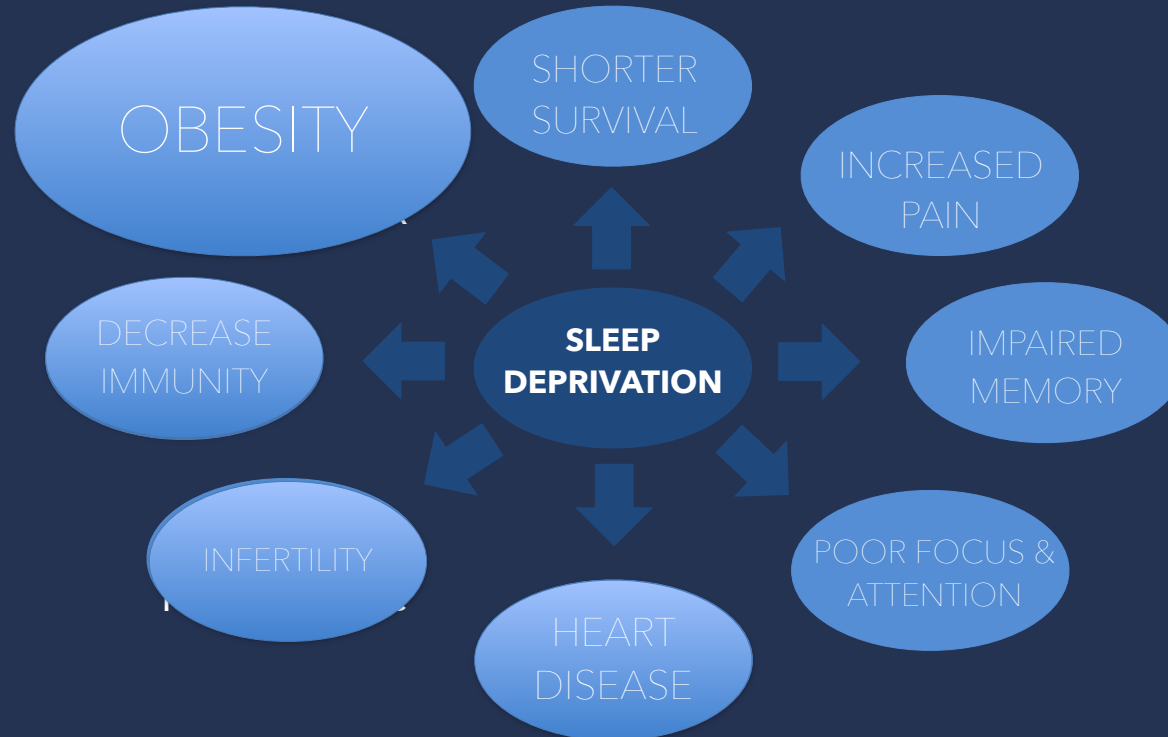 OBESITY
SHORTER
SURVIVAL
INCREASED
PAIN
DECREASE
IMMUNITY
SLEEP
DEPRIVATION
IMPAIRED
MEMORY
INFERTILITY
POOR FOCUS &
ATTENTION
HEART
DISEASE